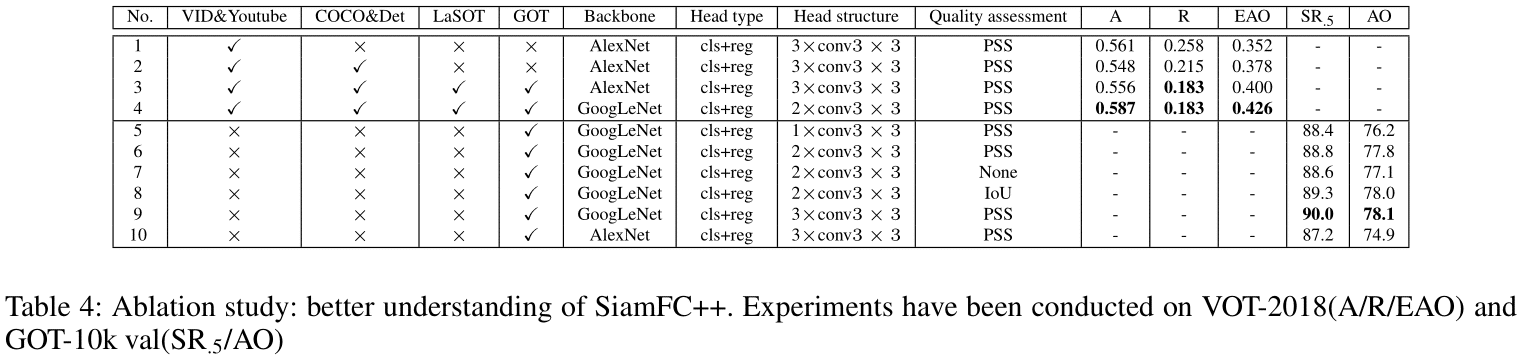 No. VID&Youtube COCO&Det LaSOT GOT Backbone Head type Head structure Quality assessment A R EAO SR.5 AO
1 ✓ × × × AlexNet cls+reg 3×conv3 × 3 PSS 0.561 0.258 0.352 - -
2 ✓ ✓ × × AlexNet cls+reg 3×conv3 × 3 PSS 0.548 0.215 0.378 - -
3 ✓ ✓ ✓ ✓ AlexNet cls+reg 3×conv3 × 3 PSS 0.556 0.183 0.400 - -
4 ✓ ✓ ✓ ✓ GoogLeNet cls+reg 2×conv3 × 3 PSS 0.587 0.183 0.426 - -
5 × × × ✓ GoogLeNet cls+reg 1×conv3 × 3 PSS - - - 88.4 76.2
6 × × × ✓ GoogLeNet cls+reg 2×conv3 × 3 PSS - - - 88.8 77.8
7 × × × ✓ GoogLeNet cls+reg 2×conv3 × 3 None - - - 88.6 77.1
8 × × × ✓ GoogLeNet cls+reg 2×conv3 × 3 IoU - - - 89.3 78.0
9 × × × ✓ GoogLeNet cls+reg 3×conv3 × 3 PSS - - - 90.0 78.1
10 × × × ✓ AlexNet cls+reg 3×conv3 × 3 PSS - - - 87.2 74.9
Table 4: Ablation study: better understanding of SiamFC++. Experiments have been conducted on VOT-2018(A/R/EAO) and
GOT-10k val(SR.5/AO)